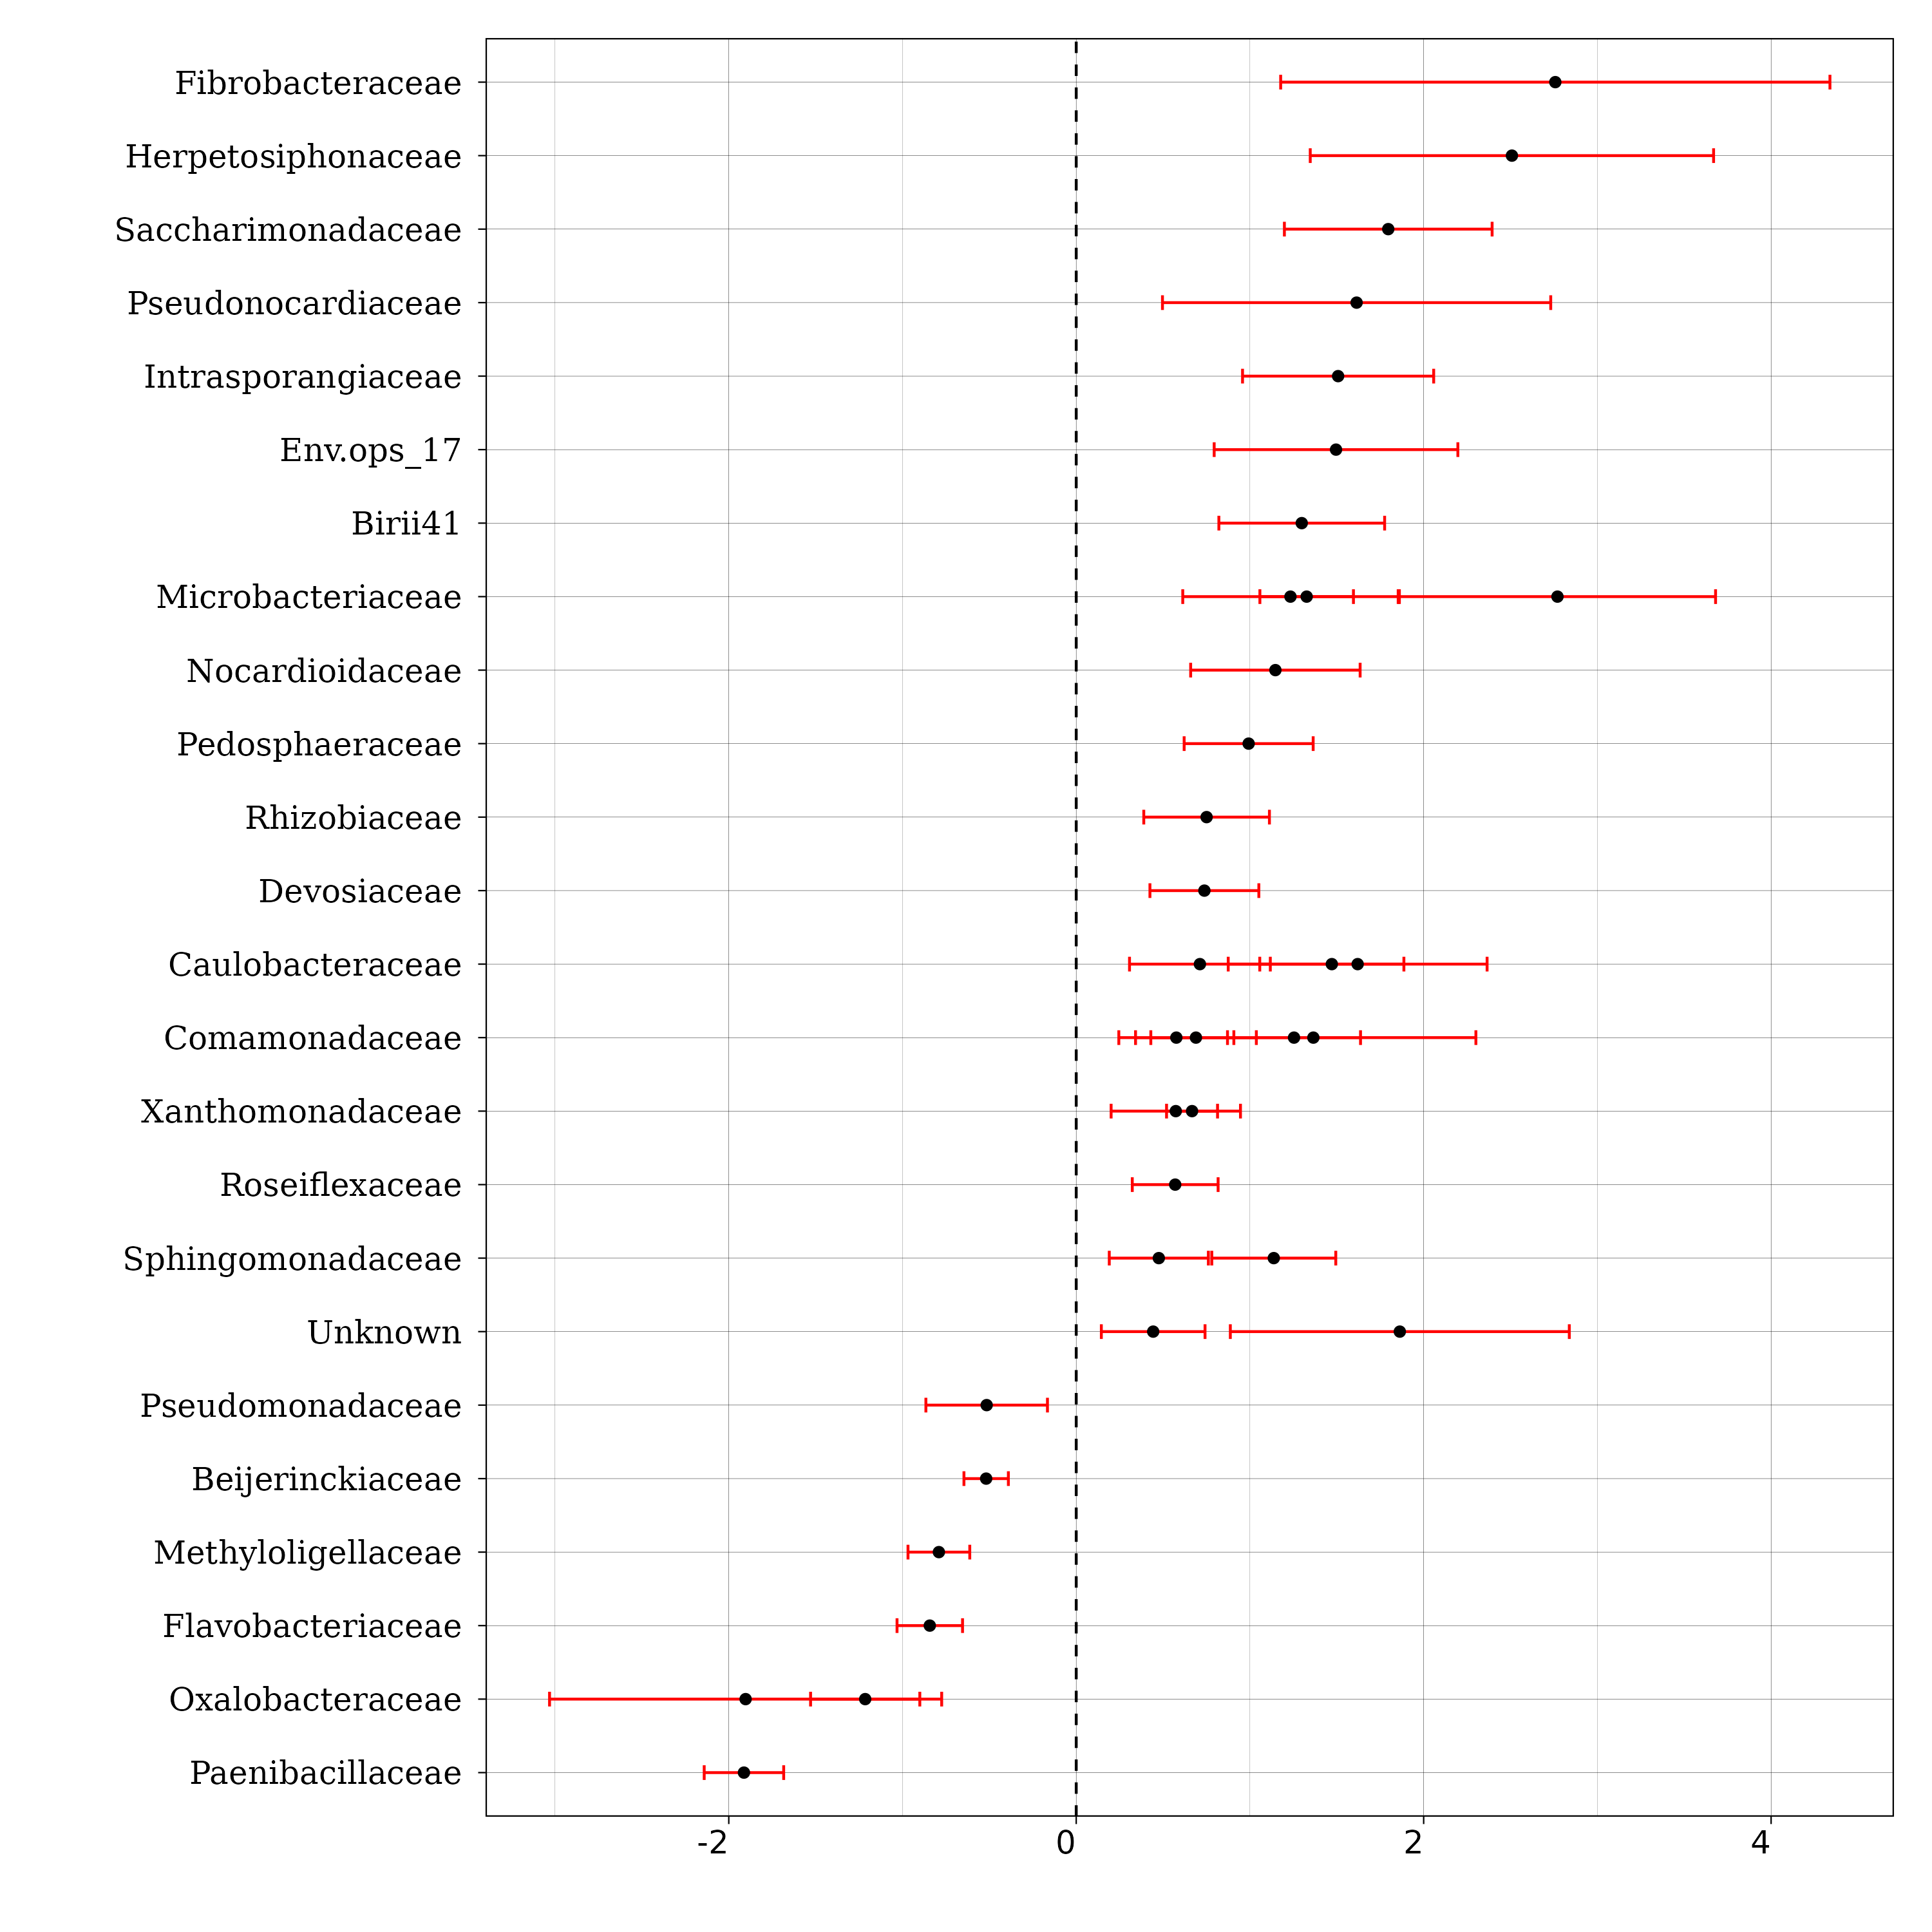 Fibrobacteraceae
Herpetosiphonaceae
Saccharimonadaceae
Pseudonocardiaceae
Intrasporangiaceae
Env.ops_17
Birii41
Microbacteriaceae
Nocardioidaceae
Pedosphaeraceae
Rhizobiaceae
Devosiaceae
Caulobacteraceae
Comamonadaceae
Xanthomonadaceae
Roseiflexaceae
Sphingomonadaceae
Unknown
Pseudomonadaceae
Beijerinckiaceae
Methyloligellaceae
Flavobacteriaceae
Oxalobacteraceae
Paenibacillaceae
-2 0 2 4